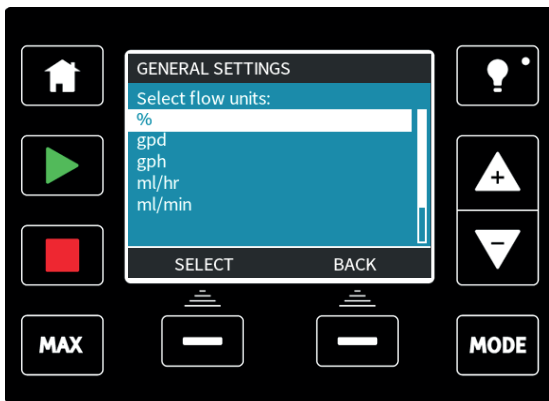 GENERAL SETTINGS
Select flow units:
%
gpd
gph
ml/hr
ml/min
SELECT BACK
MAX
MODE